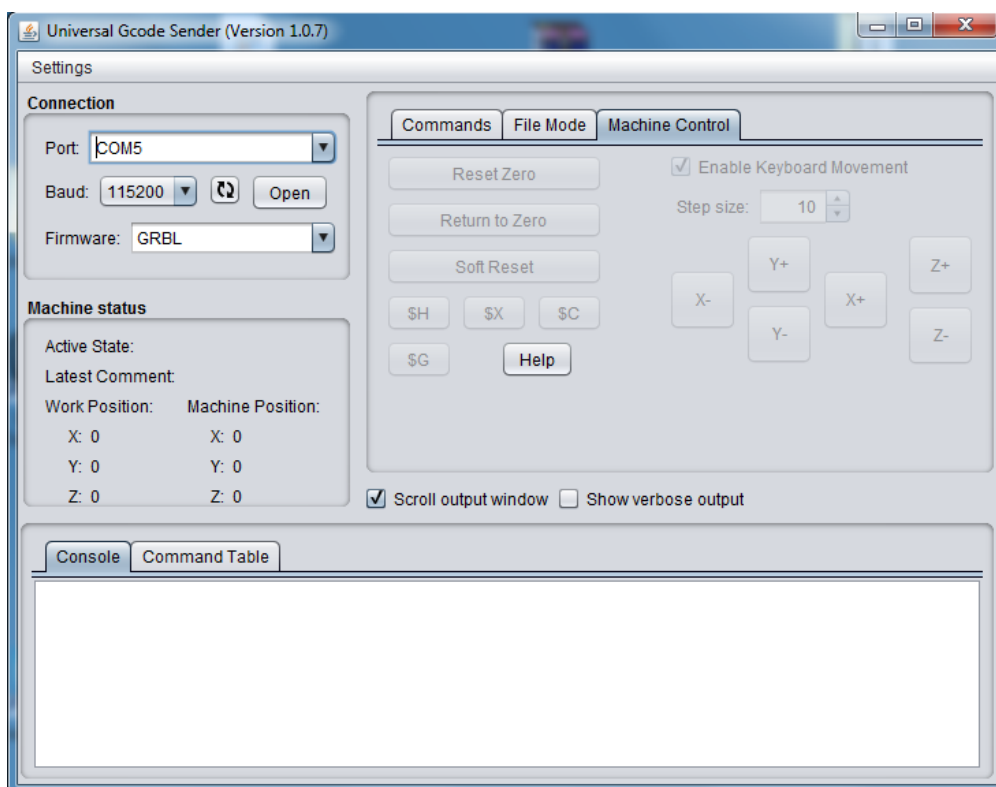 Universal Gcode Sender (Version 1.0.7)
Settings
Connection
Port: COM5
Baud: 115200 Open
Firmware: GRBL
Machine status
Active State:
Latest Comment:
Work Position: Machine Position:
X: 0 X: 0
Y: 0 Y: 0
Z: 0 Z: 0
Commands File Mode Machine Control
Reset Zero
Enable Keyboard Movement
Return to Zero
Step size: 10
Soft Reset
Y+ Z+
$H $X $C
X- X+
Y- Z-
$G Help
Scroll output window Show verbose output
Console Command Table